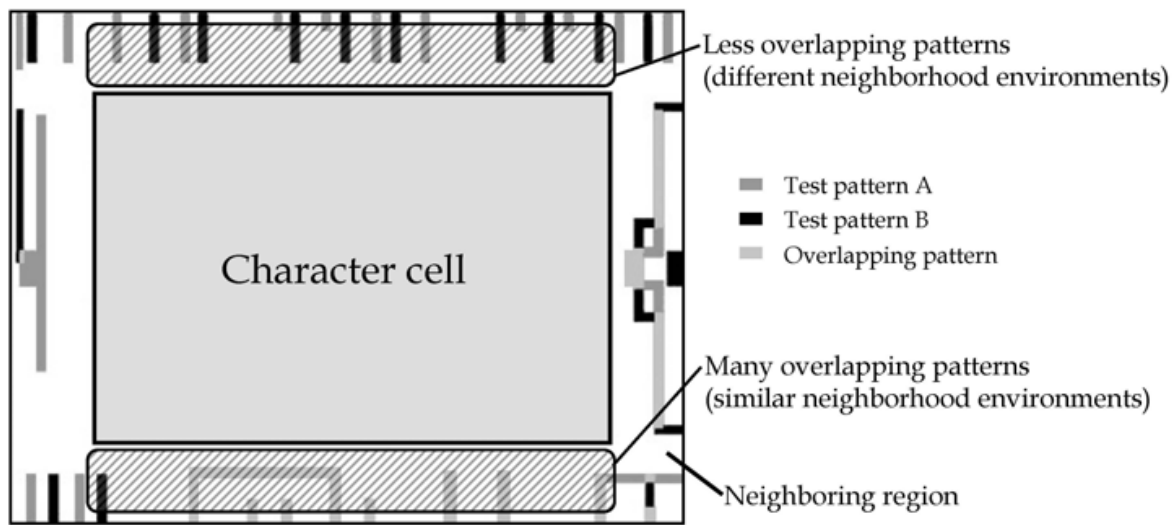 Less overlapping patterns
(different neighborhood environments)
Test pattern A
Test pattern B
Overlapping pattern
Character cell
Many overlapping patterns
(similar neighborhood environments)
Neighboring region